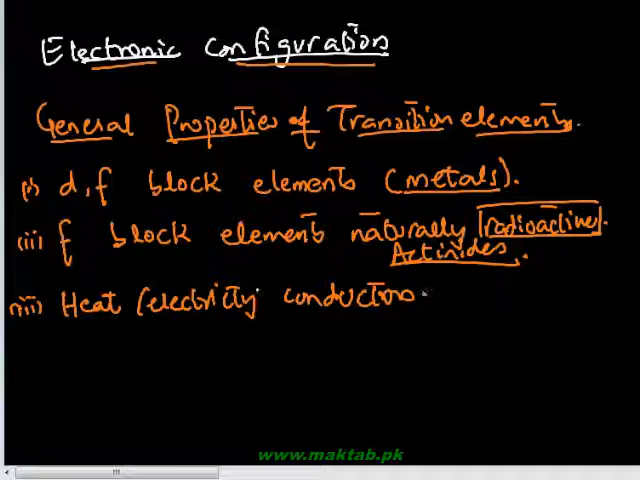 Electronic Configuration
General Properties of Transition elements.
(i) d,f block elements (metals).
(ii) f block elements naturally radioactive.
Actinides.
(iii) Heat /electricity conductors.
www.maktab.pk